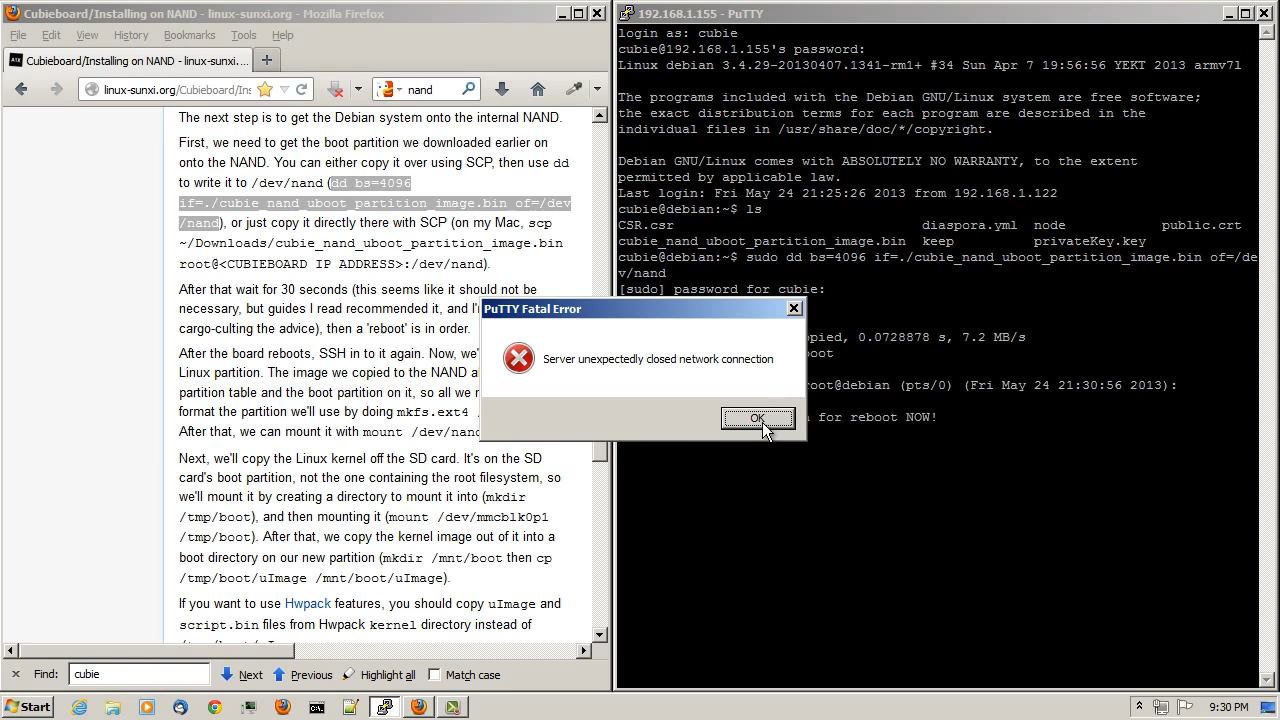 Cubieboard/Installing on NAND - linux-sunxi.org - Mozilla Firefox
File Edit View History Bookmarks Tools Help
Cubieboard/Installing on NAND - linux-sunxi....
linux-sunxi.org/Cubieboard/Ins
nand
The next step is to get the Debian system onto the internal NAND.
First, we need to get the boot partition we downloaded earlier on
onto the NAND. You can either copy it over using SCP, then use dd
to write it to /dev/nand (dd bs=4096
if=./cubie_nand_uboot_partition_image.bin of=/dev
/nand), or just copy it directly there with SCP (on my Mac, scp
~/Downloads/cubie_nand_uboot_partition_image.bin
root@<CUBIEBOARD IP ADDRESS>:/dev/nand).
After that wait for 30 seconds (this seems like it should not be
necessary, but guides I read recommended it, and I'm
cargo-culting the advice), then a 'reboot' is in order.
After the board reboots, SSH in to it again. Now, we'
Linux partition. The image we copied to the NAND a
partition table and the boot partition on it, so all we
format the partition we'll use by doing mkfs.ext4 /
After that, we can mount it with mount /dev/nand
Next, we'll copy the Linux kernel off the SD card. It's on the SD
card's boot partition, not the one containing the root filesystem, so
we'll mount it by creating a directory to mount it into (mkdir
/tmp/boot), and then mounting it (mount /dev/mmcblk0p1
/tmp/boot). After that, we copy the kernel image out of it into a
boot directory on our new partition (mkdir /mnt/boot then cp
/tmp/boot/uImage /mnt/boot/uImage).
If you want to use Hwpack features, you should copy uImage and
script.bin files from Hwpack kernel directory instead of
Find: cubie Next Previous Highlight all Match case
192.168.1.155 - PuTTY
login as: cubie
cubie@192.168.1.155's password:
Linux debian 3.4.29-20130407.1341-rm1+ #34 Sun Apr 7 19:56:56 YEKT 2013 armv7l
The programs included with the Debian GNU/Linux system are free software;
the exact distribution terms for each program are described in the
individual files in /usr/share/doc/*/copyright.
Debian GNU/Linux comes with ABSOLUTELY NO WARRANTY, to the extent
permitted by applicable law.
Last login: Fri May 24 21:25:26 2013 from 192.168.1.122
cubie@debian:~$ ls
CSR.csr diaspora.yml node public.crt
cubie_nand_uboot_partition_image.bin keep privateKey.key
cubie@debian:~$ sudo dd bs=4096 if=./cubie_nand_uboot_partition_image.bin of=/de
v/nand
[sudo] password for cubie:
opied, 0.0728878 s, 7.2 MB/s
boot
root@debian (pts/0) (Fri May 24 21:30:56 2013):
n for reboot NOW!
PuTTY Fatal Error
Server unexpectedly closed network connection
OK
Start
9:30 PM